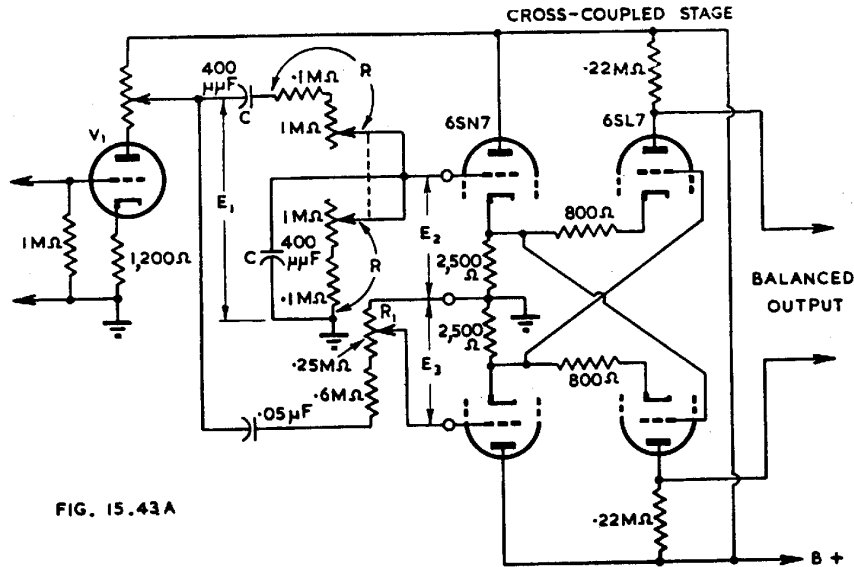 CROSS-COUPLED STAGE
400
μμF
C
·1MΩ
R
1MΩ
·22MΩ
6SN7
6SL7
V1
E1
1MΩ
1MΩ
400
μμF
C
R
·1MΩ
1,200Ω
E2
800Ω
2,500
Ω
BALANCED
OUTPUT
R1
·25MΩ
·6MΩ
E3
2,500
Ω
800Ω
·05μF
FIG. 15.43A
·22MΩ
B+